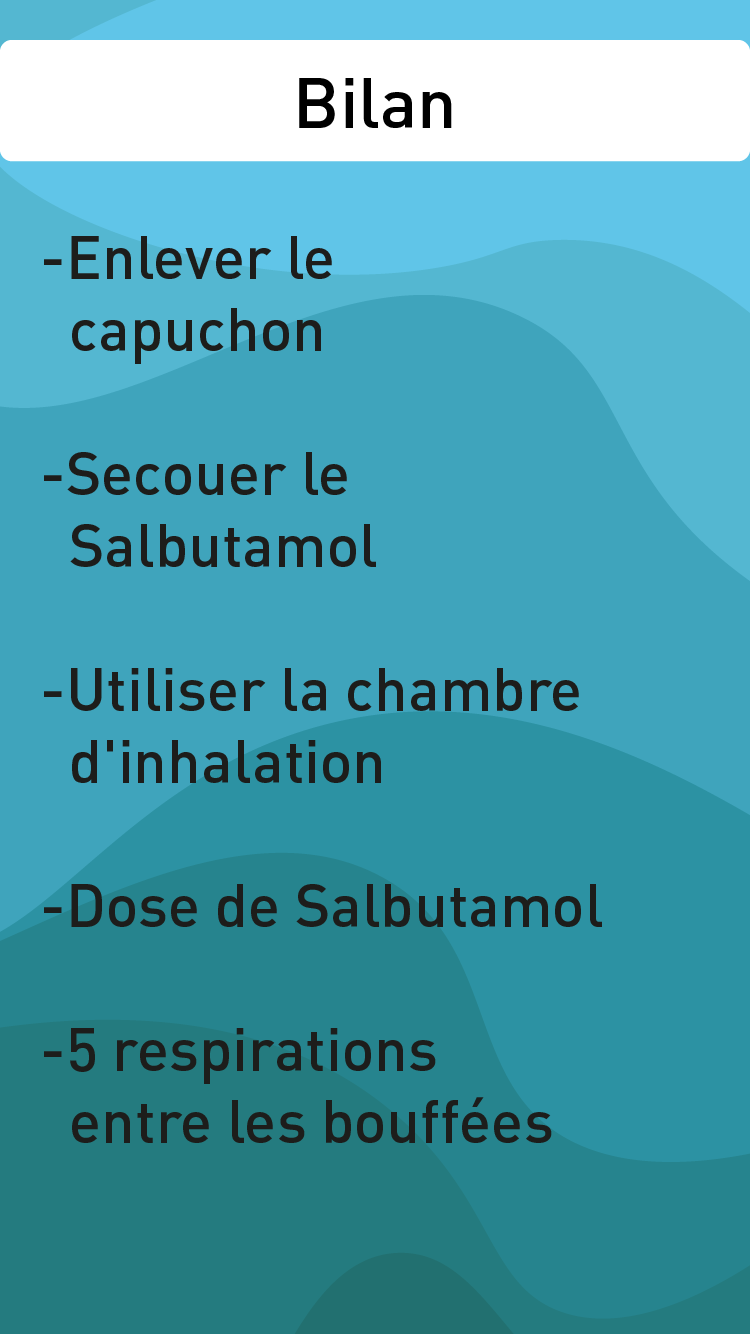 Bilan
-Enlever le
capuchon
-Secouer le
Salbutamol
-Utiliser la chambre
d'inhalation
-Dose de Salbutamol
-5 respirations
entre les bouffées